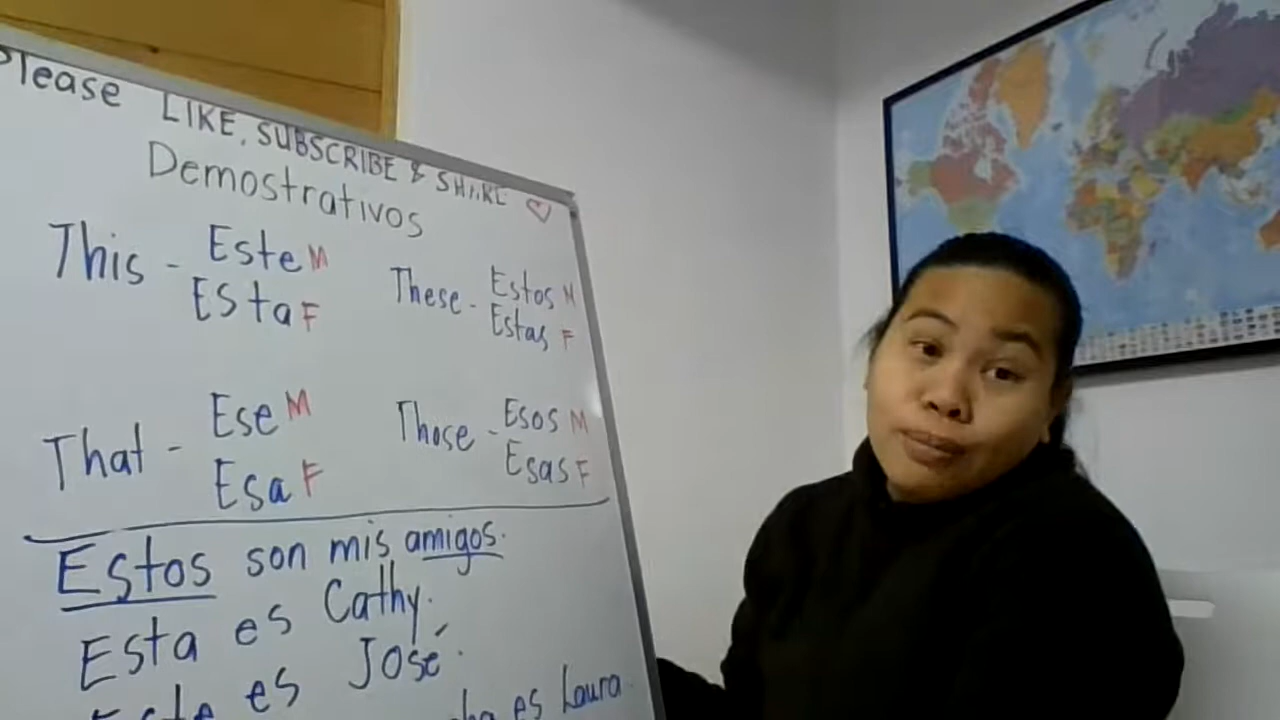 Please LIKE, SUBSCRIBE & SHARE ♡
Demostrativos
This - Este M
Esta F
These - Estos M
Estas F
That - Ese M
Esa F
Those - Esos M
Esas F
Estos son mis amigos.
Esta es Cathy.
Este es José.
es Laura.